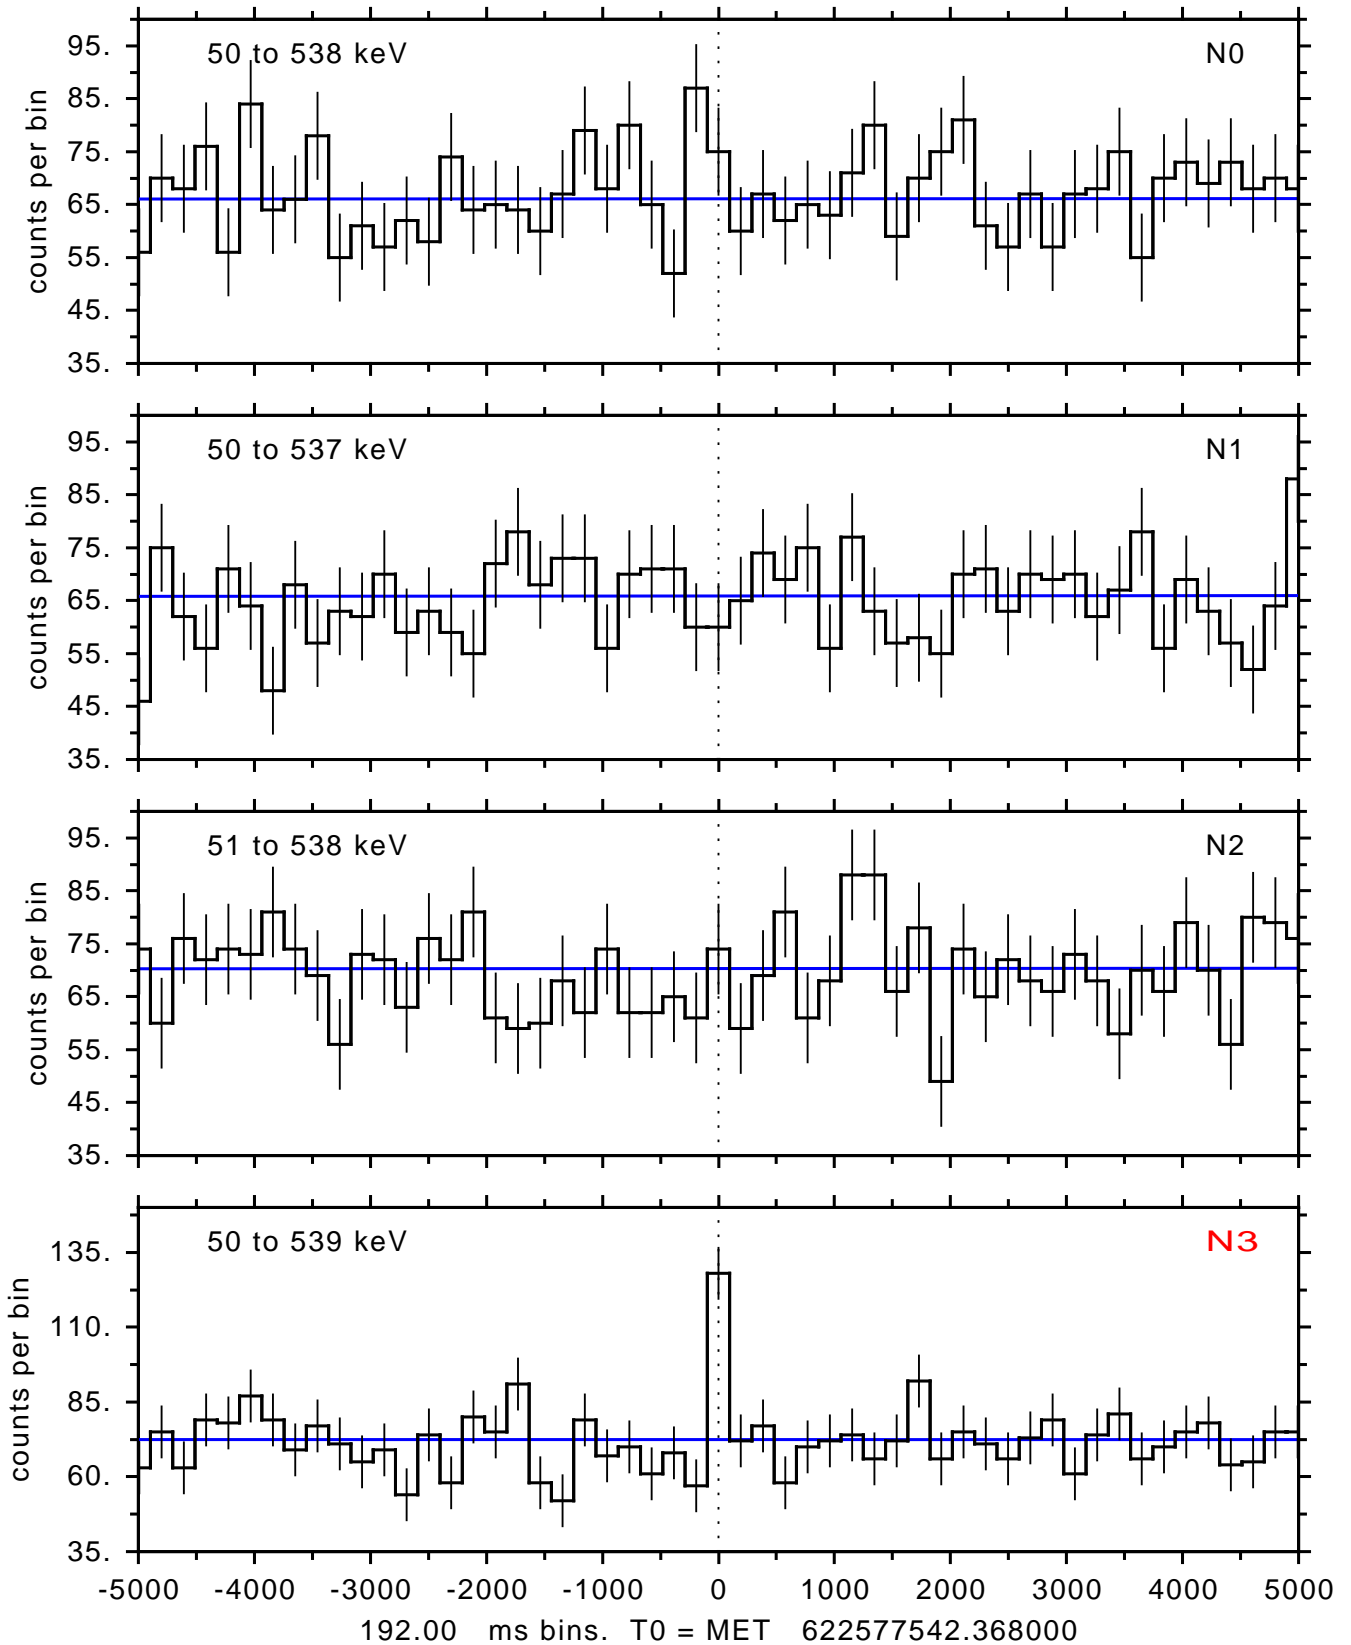 50 to 538 keV N0
95.
85.
75.
65.
55.
45.
35.
counts per bin
50 to 537 keV N1
95.
85.
75.
65.
55.
45.
35.
counts per bin
51 to 538 keV N2
95.
85.
75.
65.
55.
45.
35.
counts per bin
50 to 539 keV N3
135.
110.
85.
60.
35.
counts per bin
-5000 -4000 -3000 -2000 -1000 0 1000 2000 3000 4000 5000
192.00 ms bins. T0 = MET 622577542.368000